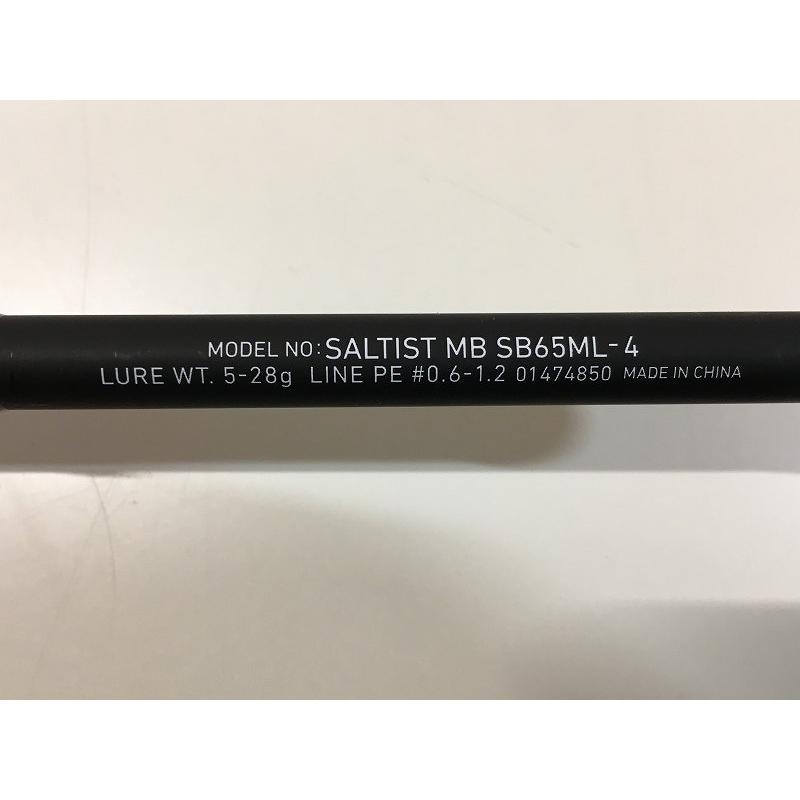 MODEL NO: SALTIST MB SB65ML-4
LURE WT. 5-28g LINE PE #0.6-1.2 01474850 MADE IN CHINA